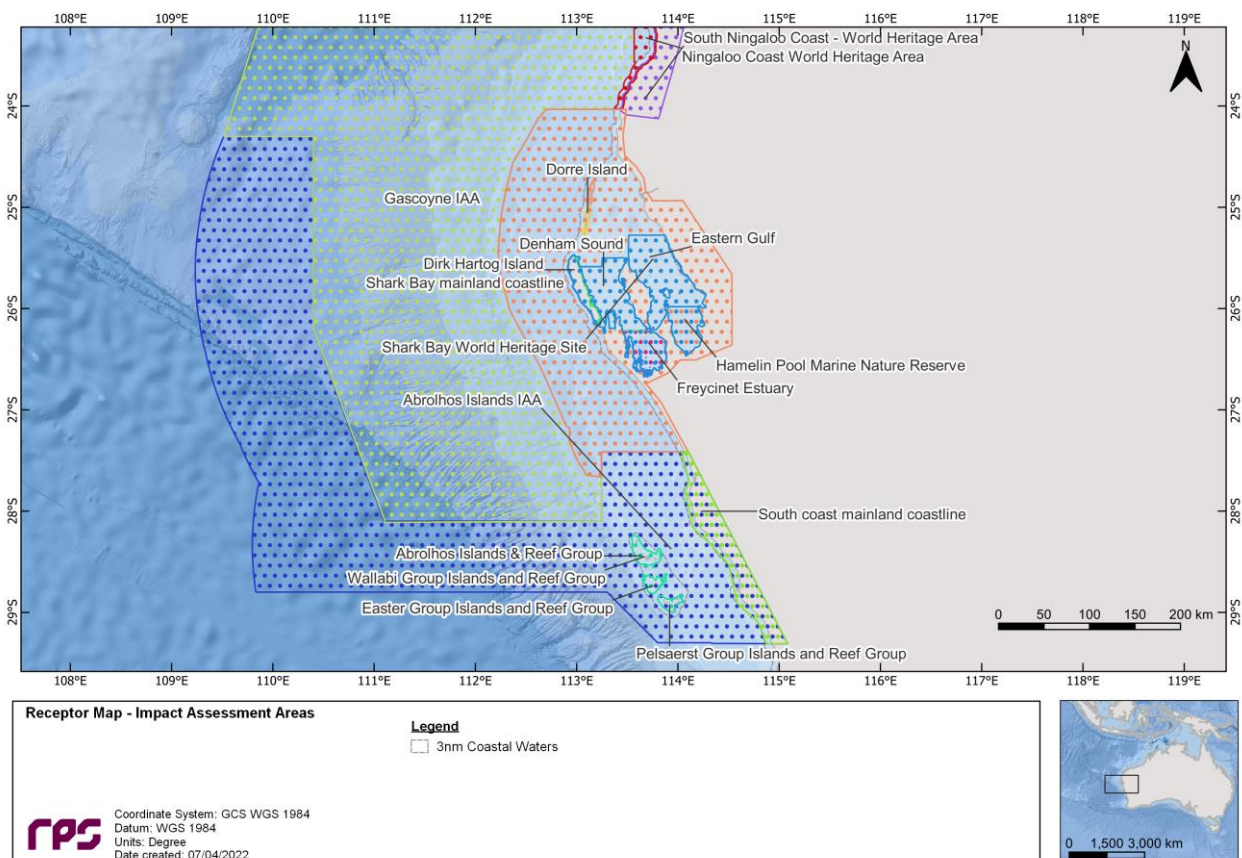 108°E 109°E 110°E 111°E 112°E 113°E 114°E 115°E 116°E 117°E 118°E 119°E
South Ningaloo Coast - World Heritage Area
Ningaloo Coast World Heritage Area
N
24°S 24°S
Dorre Island
Gascoyne IAA
25°S 25°S
Denham Sound
Eastern Gulf
Dirk Hartog Island
Shark Bay mainland coastline
26°S 26°S
Shark Bay World Heritage Site
Hamelin Pool Marine Nature Reserve
Freycinet Estuary
Abrolhos Islands IAA
27°S 27°S
28°S 28°S
South coast mainland coastline
Abrolhos Islands & Reef Group
Wallabi Group Islands and Reef Group
Easter Group Islands and Reef Group
29°S 29°S
0 50 100 150 200 km
Pelsaerst Group Islands and Reef Group
108°E 109°E 110°E 111°E 112°E 113°E 114°E 115°E 116°E 117°E 118°E 119°E
Receptor Map - Impact Assessment Areas
Legend
3nm Coastal Waters
rps
Coordinate System: GCS WGS 1984
Datum: WGS 1984
Units: Degree
Date created: 07/04/2022
0 1,500 3,000 km